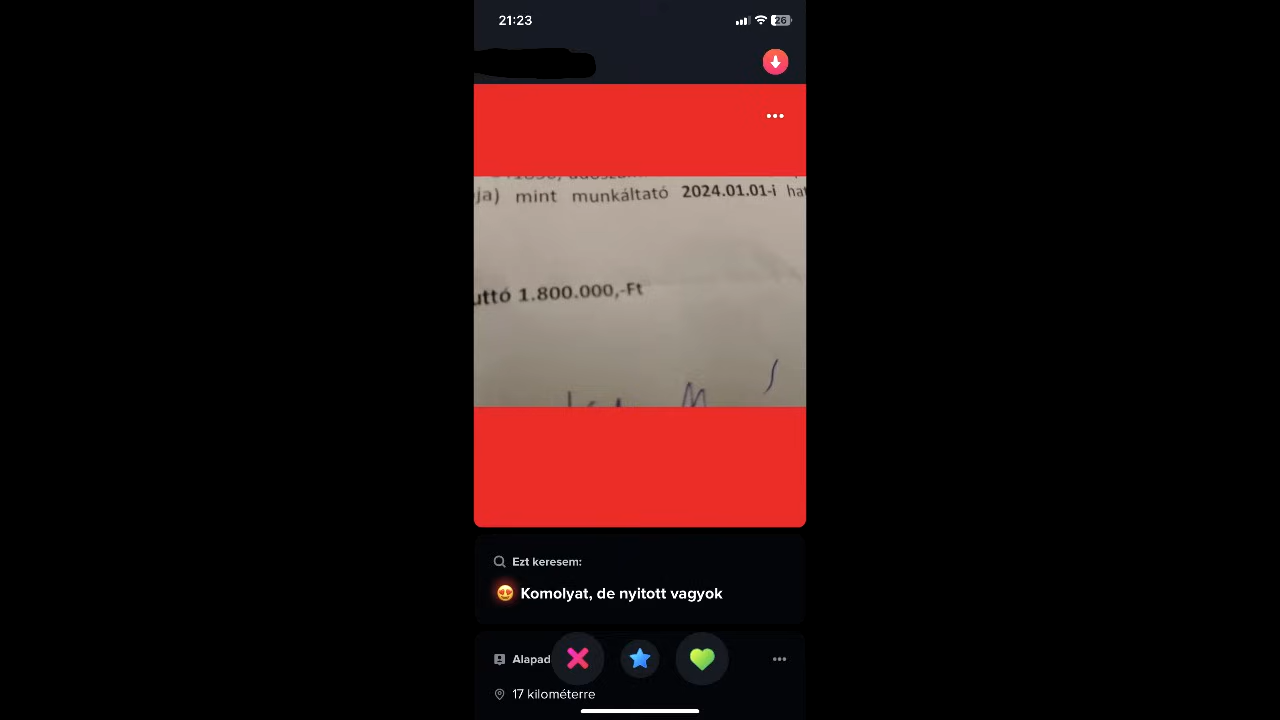 21:23
26
ja) mint munkáltató 2024.01.01-i
uttó 1.800.000,-Ft
Ezt keresem:
Komolyat, de nyitott vagyok
Alapad
17 kilométerre